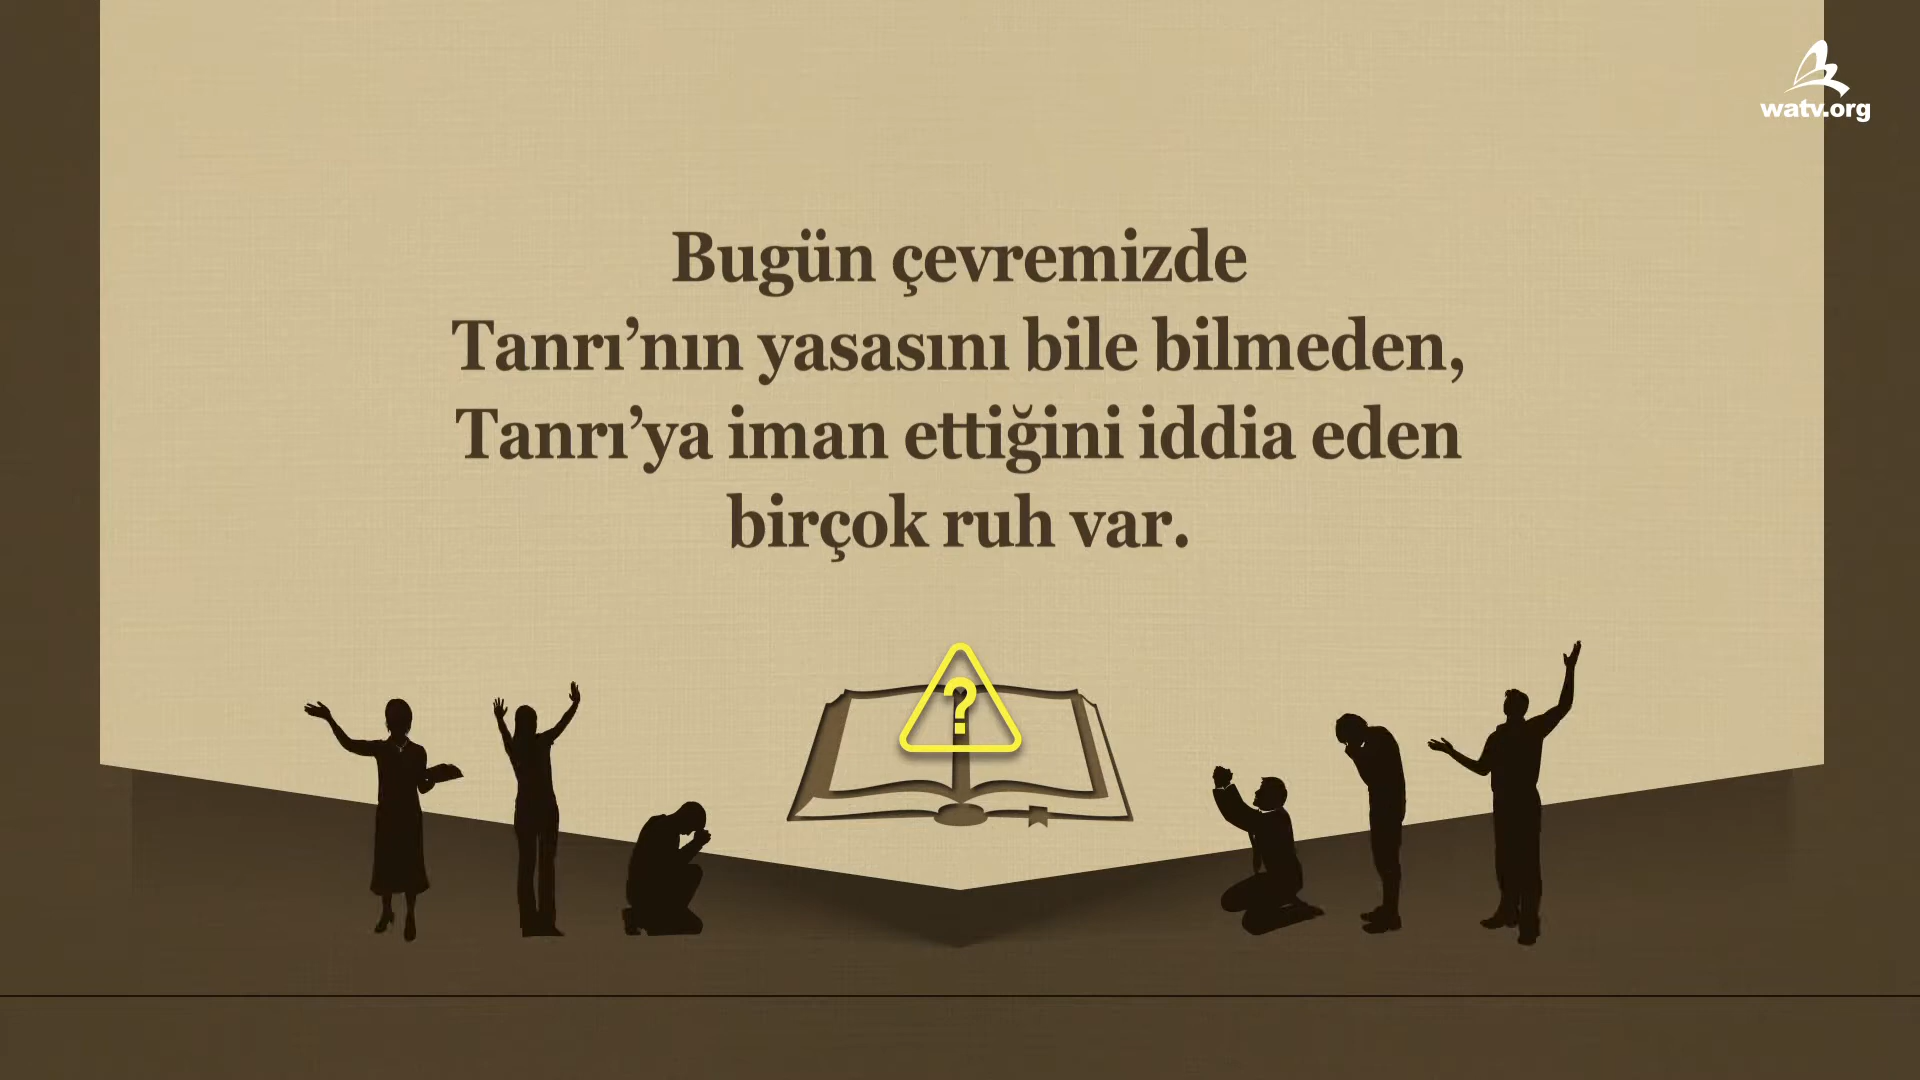 watv.org
Bugün çevremizde
Tanrı’nın yasasını bile bilmeden,
Tanrı’ya iman ettiğini iddia eden
birçok ruh var.
?